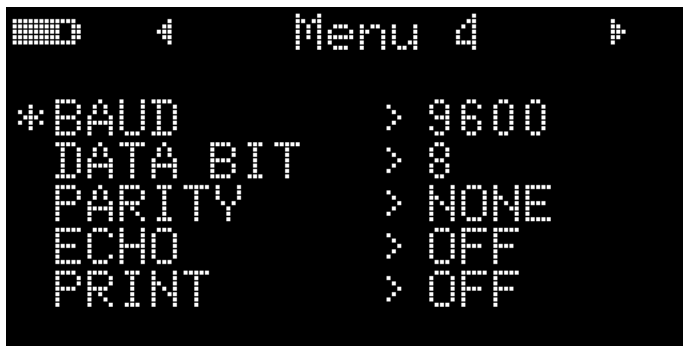 Menu 4
*BAUD > 9600
DATA BIT > 8
PARITY > NONE
ECHO > OFF
PRINT > OFF